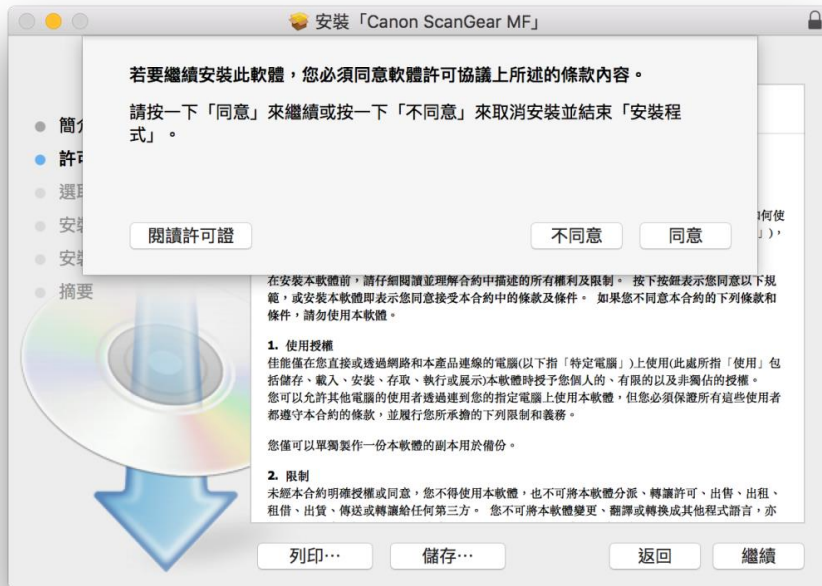 安裝「Canon ScanGear MF」
若要繼續安裝此軟體，您必須同意軟體許可協議上所述的條款內容。
請按一下「同意」來繼續或按一下「不同意」來取消安裝並結束「安裝程
式」。
閱讀許可證
不同意
同意
簡介
許可
選取
安裝
安裝
摘要
如何使
」)，
在安裝本軟體前，請仔細閱讀並理解合約中描述的所有權利及限制。 按下按鈕表示您同意以下規
範，或安裝本軟體即表示您同意接受本合約中的條款及條件。 如果您不同意本合約的下列條款和
條件，請勿使用本軟體。
1. 使用授權
佳能僅在您直接或透過網路和本產品連線的電腦(以下指「特定電腦」)上使用(此處所指「使用」包
括儲存、載入、安裝、存取、執行或展示)本軟體時授予您個人的、有限的以及非獨佔的授權。
您可以允許其他電腦的使用者透過連到您的指定電腦上使用本軟體，但您必須保證所有這些使用者
都遵守本合約的條款，並履行您所承擔的下列限制和義務。
您僅可以單獨製作一份本軟體的副本用於備份。
2. 限制
未經本合約明確授權或同意，您不得使用本軟體，也不可將本軟體分派、轉讓許可、出售、出租、
租借、出賃、傳送或轉讓給任何第三方。 您不可將本軟體變更、翻譯或轉換成其他程式語言，亦
列印…
儲存…
返回
繼續